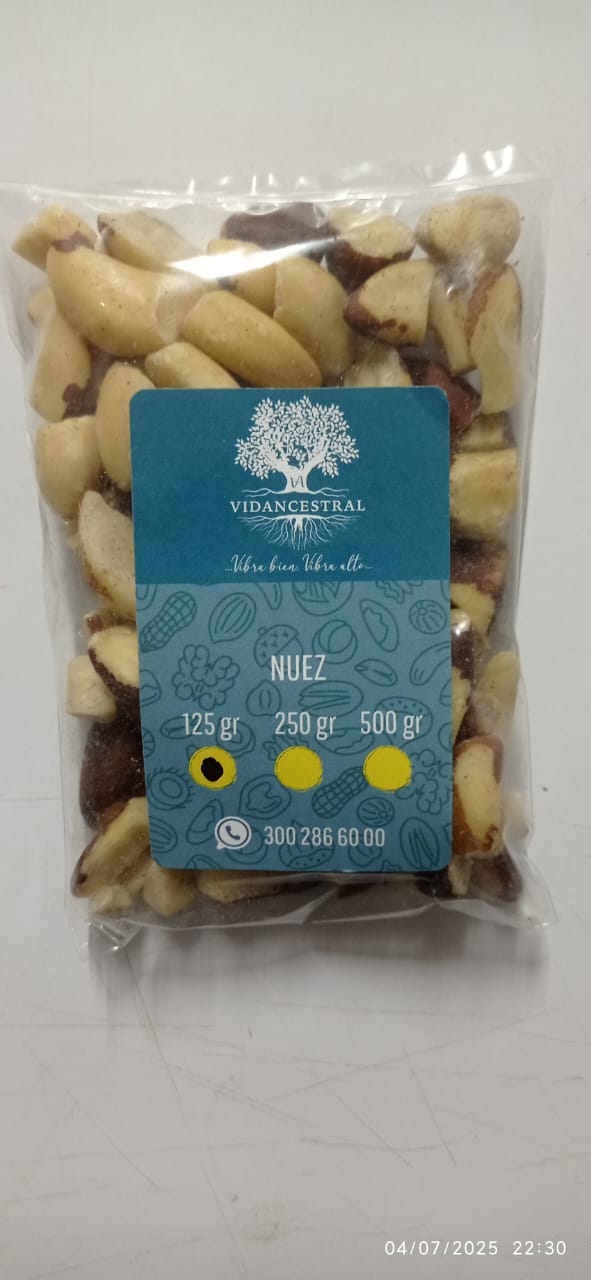 VIDANCESTRAL
...Vibra bien. Vibra alto...
NUEZ
125 gr 250 gr 500 gr
300 286 60 00
04/07/2025 22:30